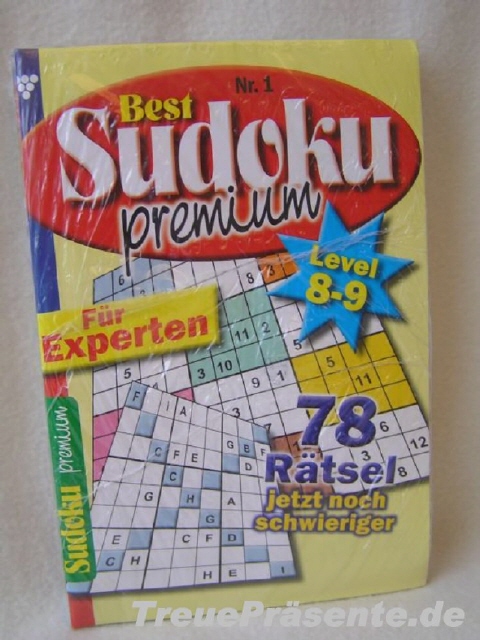 Nr. 1
Best
Sudoku
premium
Level
8-9
Für
Experten
78
Rätsel
jetzt noch
schwieriger
Sudoku premium
TreuePräsente.de